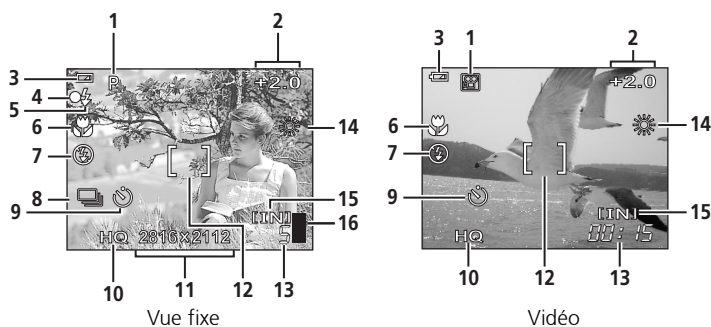 1 2
3 P +2.0
4
5
6 14
7
8 15
9 [IN] 16
HQ 2816x2112 5
10 11 12 13
Vue fixe
3 1 2
+2.0
6 14
7
9 [IN] 15
HQ 00:15
10 12 13
Vidéo